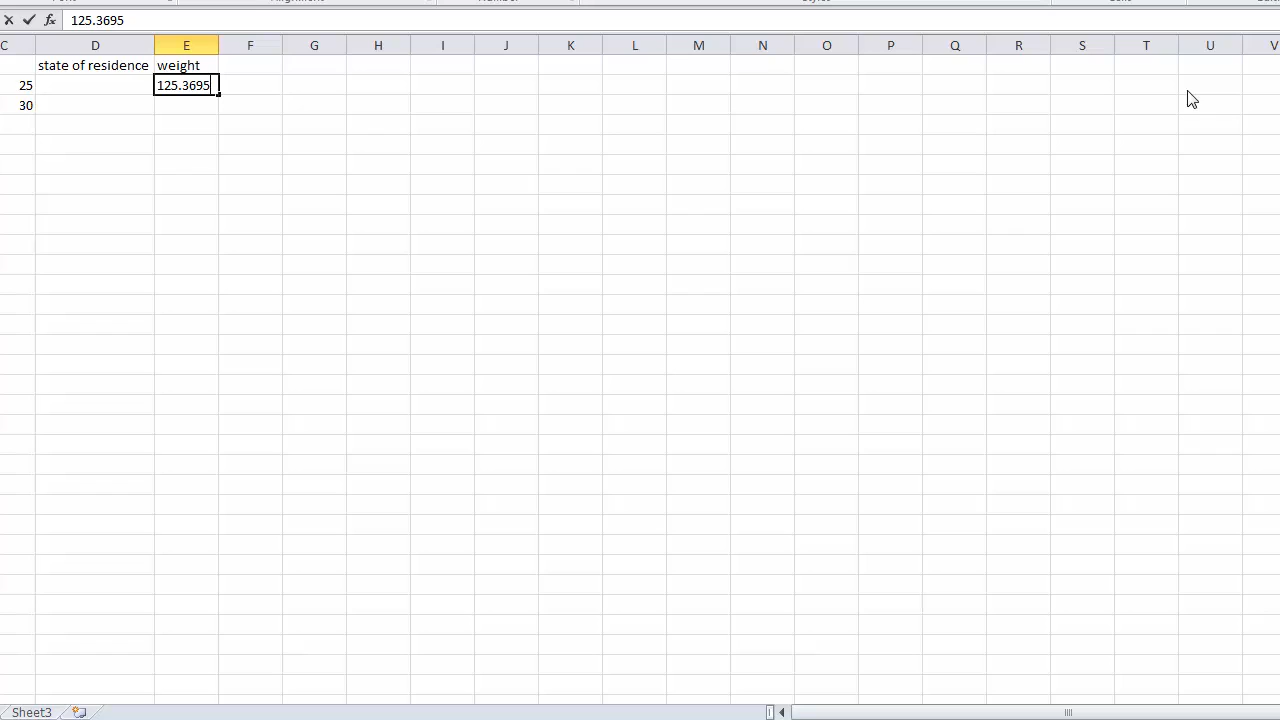 125.3695
C D E F G H I J K L M N O P Q R S T U V
state of residence weight
25 125.3695
30
Sheet3